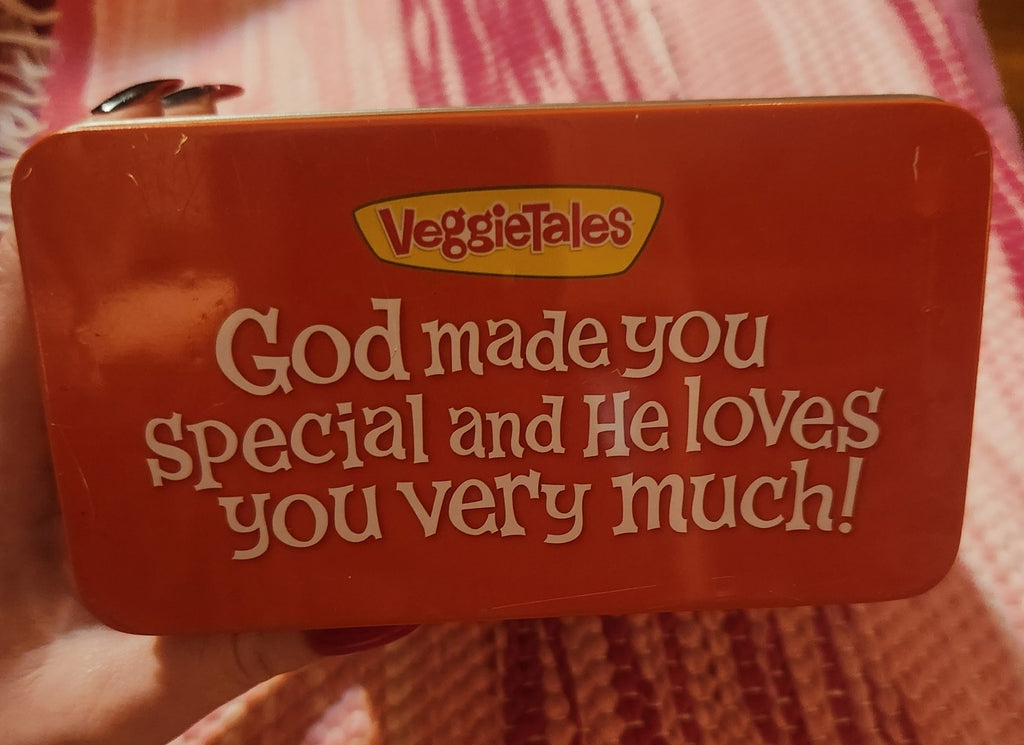 VeggieTales
God made you
special and He loves
you very much!